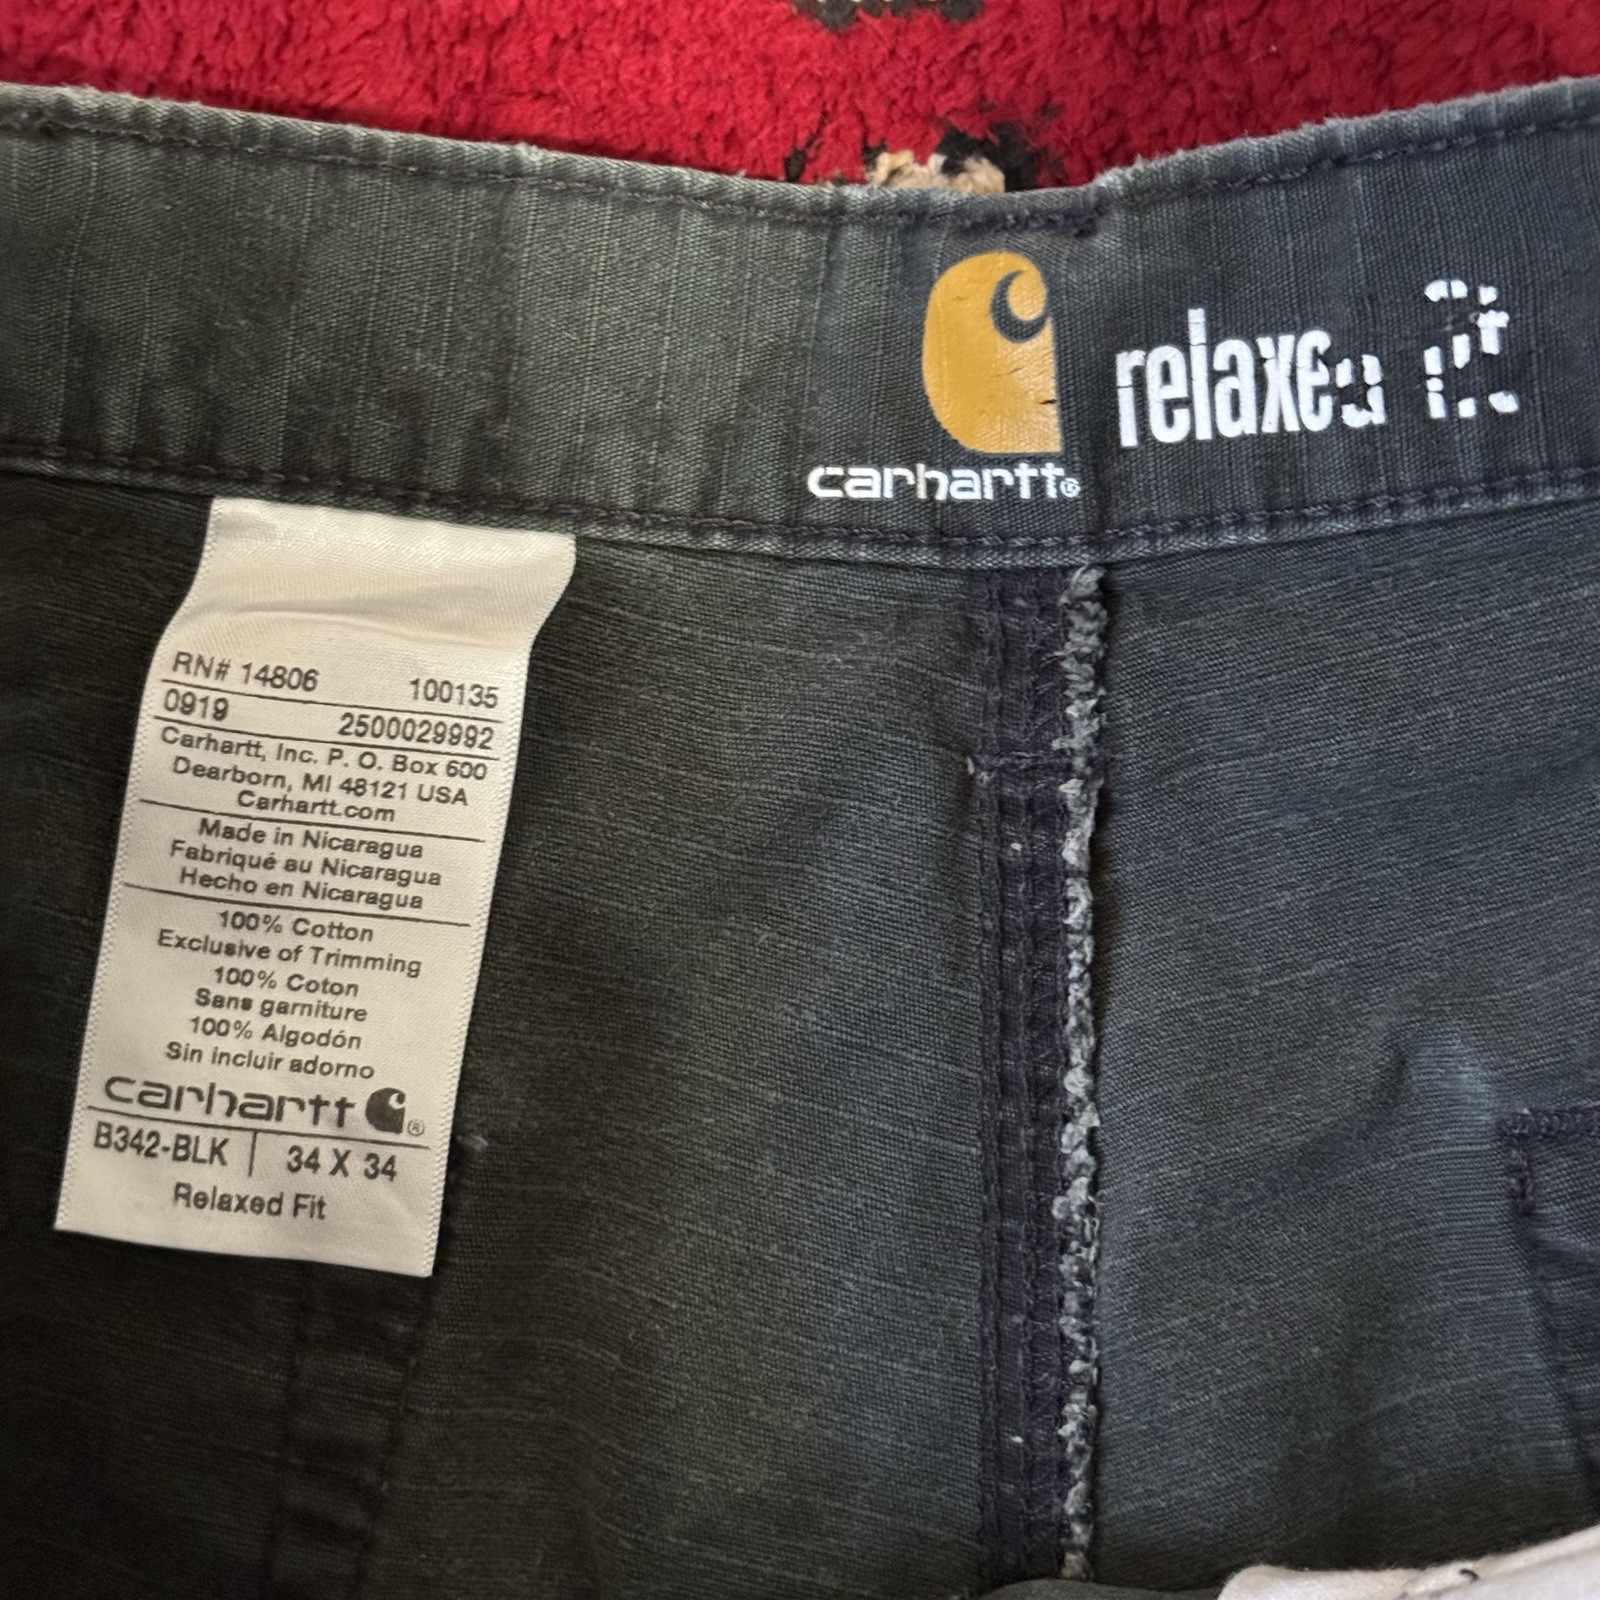 relaxed
carhartt®
RN# 14806 100135
0919 2500029992
Carhartt, Inc. P. O. Box 600
Dearborn, MI 48121 USA
Carhartt.com
Made in Nicaragua
Fabriqué au Nicaragua
Hecho en Nicaragua
100% Cotton
Exclusive of Trimming
100% Coton
Sans garniture
100% Algodón
Sin incluir adorno
carhartt ®
B342-BLK | 34 X 34
Relaxed Fit